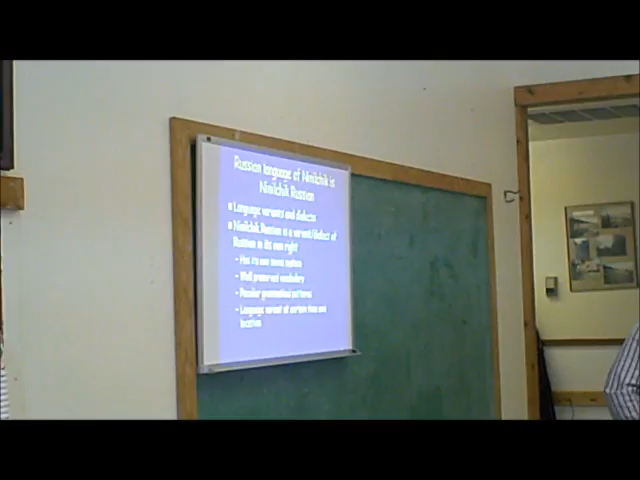 Russian language of Ninilchik is
Ninilchik Russian
Language variants and dialects
Ninilchik Russian is a variant/dialect of
Russian in its own right
- Has its own sound system
- Well preserved vocabulary
- Peculiar grammatical patterns
- Language variant of certain time and
location